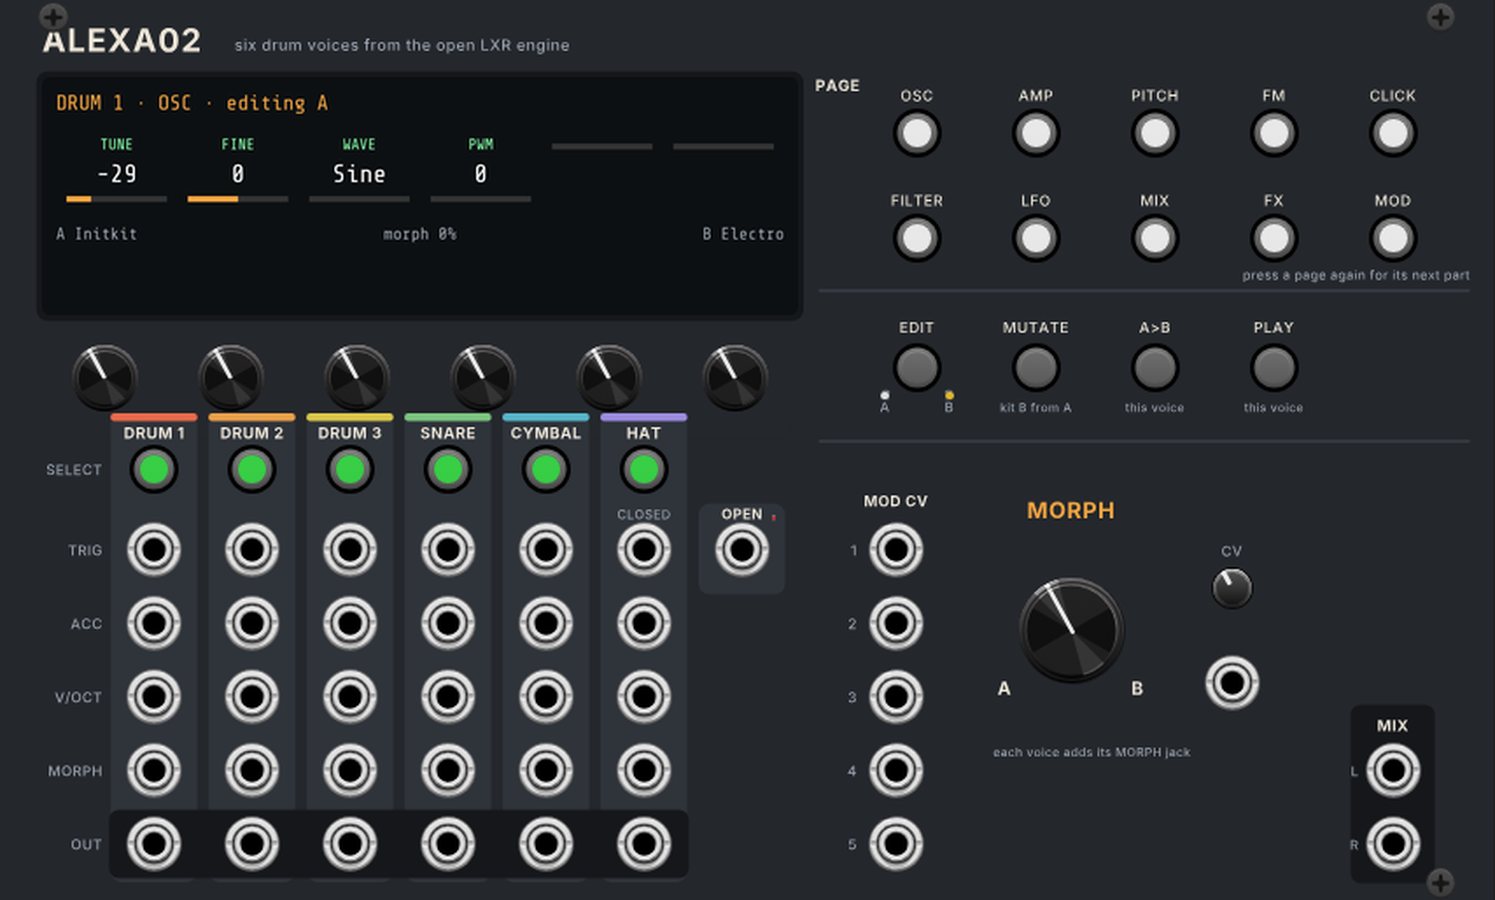 ALEXA02 six drum voices from the open LXR engine
DRUM 1 · OSC · editing A
TUNE FINE WAVE PWM
-29 0 Sine 0
A Initkit morph 0% B Electro
PAGE
OSC AMP PITCH FM CLICK
FILTER LFO MIX FX MOD
press a page again for its next part
EDIT MUTATE A>B PLAY
A B kit B from A this voice this voice
DRUM 1 DRUM 2 DRUM 3 SNARE CYMBAL HAT
SELECT
CLOSED OPEN
TRIG
ACC
V/OCT
MORPH
OUT
MOD CV
1
2
3
4
5
MORPH
CV
A B
each voice adds its MORPH jack
MIX
L
R